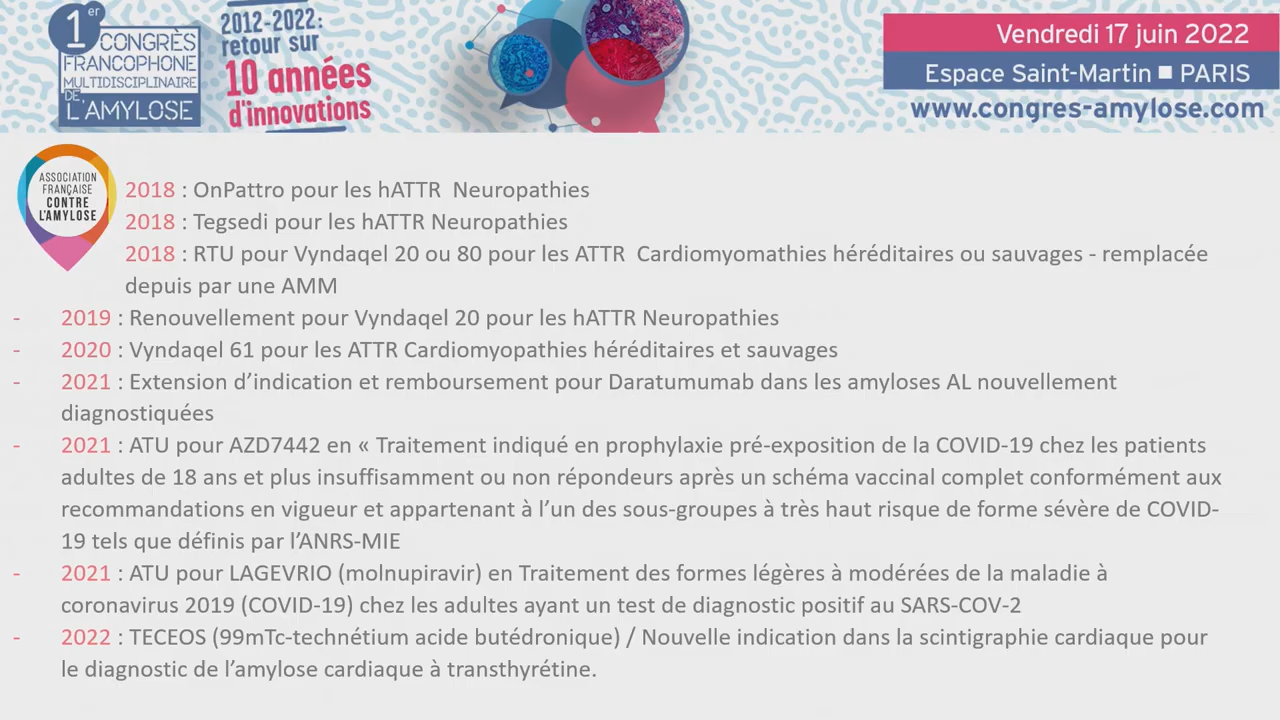 1er
CONGRÈS
FRANCOPHONE
MULTIDISCIPLINAIRE
DE
L'AMYLOSE
2012-2022:
retour sur
10 années
d'innovations
Vendredi 17 juin 2022
Espace Saint-Martin ■ PARIS
www.congres-amylose.com
ASSOCIATION
FRANÇAISE
CONTRE
L'AMYLOSE
2018 : OnPattro pour les hATTR Neuropathies
2018 : Tegsedi pour les hATTR Neuropathies
2018 : RTU pour Vyndaqel 20 ou 80 pour les ATTR Cardiomyomathies héréditaires ou sauvages - remplacée
depuis par une AMM
- 2019 : Renouvellement pour Vyndaqel 20 pour les hATTR Neuropathies
- 2020 : Vyndaqel 61 pour les ATTR Cardiomyopathies héréditaires et sauvages
- 2021 : Extension d’indication et remboursement pour Daratumumab dans les amyloses AL nouvellement
diagnostiquées
- 2021 : ATU pour AZD7442 en « Traitement indiqué en prophylaxie pré-exposition de la COVID-19 chez les patients
adultes de 18 ans et plus insuffisamment ou non répondeurs après un schéma vaccinal complet conformément aux
recommandations en vigueur et appartenant à l’un des sous-groupes à très haut risque de forme sévère de COVID-
19 tels que définis par l’ANRS-MIE
- 2021 : ATU pour LAGEVRIO (molnupiravir) en Traitement des formes légères à modérées de la maladie à
coronavirus 2019 (COVID-19) chez les adultes ayant un test de diagnostic positif au SARS-COV-2
- 2022 : TECEOS (99mTc-technétium acide butédronique) / Nouvelle indication dans la scintigraphie cardiaque pour
le diagnostic de l’amylose cardiaque à transthyrétine.